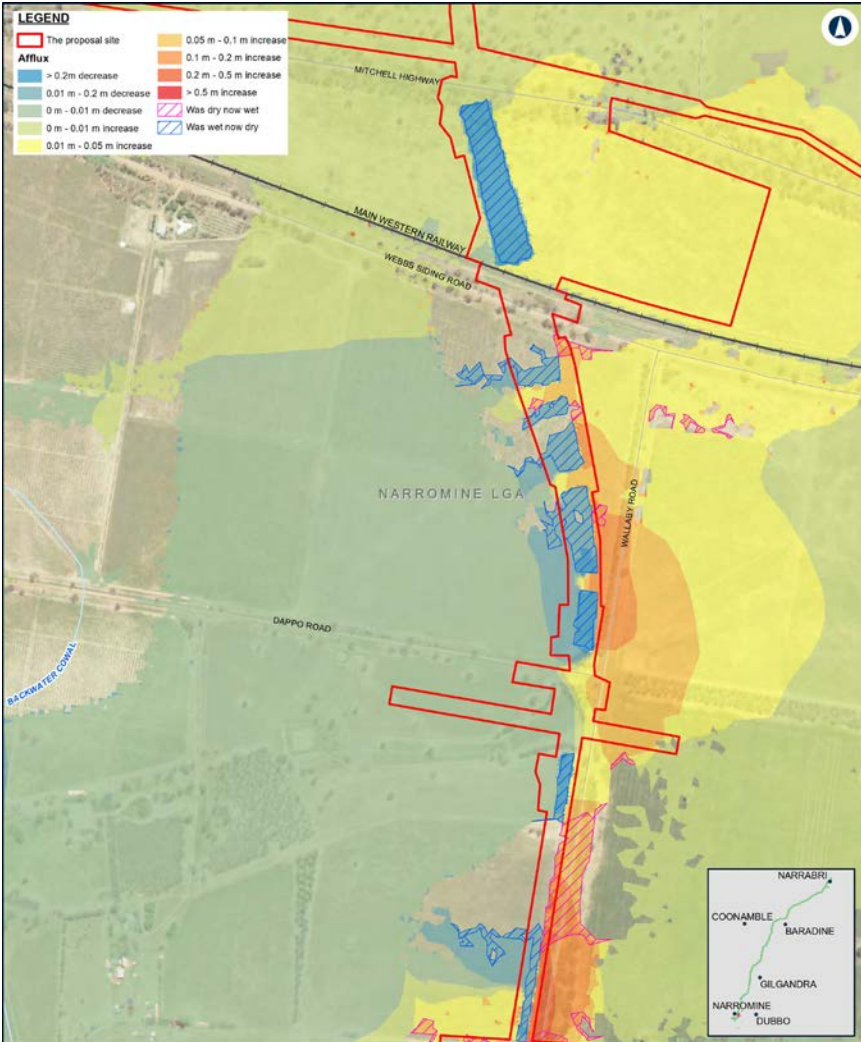 LEGEND
The proposal site
Afflux
> 0.2m decrease
0.01 m - 0.2 m decrease
0 m - 0.01 m decrease
0 m - 0.01 m increase
0.01 m - 0.05 m increase
0.05 m - 0.1 m increase
0.1 m - 0.2 m increase
0.2 m - 0.5 m increase
> 0.5 m increase
Was dry now wet
Was wet now dry
MITCHELL HIGHWAY
MAIN WESTERN RAILWAY
WEBBS SIDING ROAD
NARROMINE LGA
WALLABY ROAD
DAPPO ROAD
BACKWATER COWAL
NARRABRI
COONAMBLE
BARADINE
GILGANDRA
NARROMINE
DUBBO